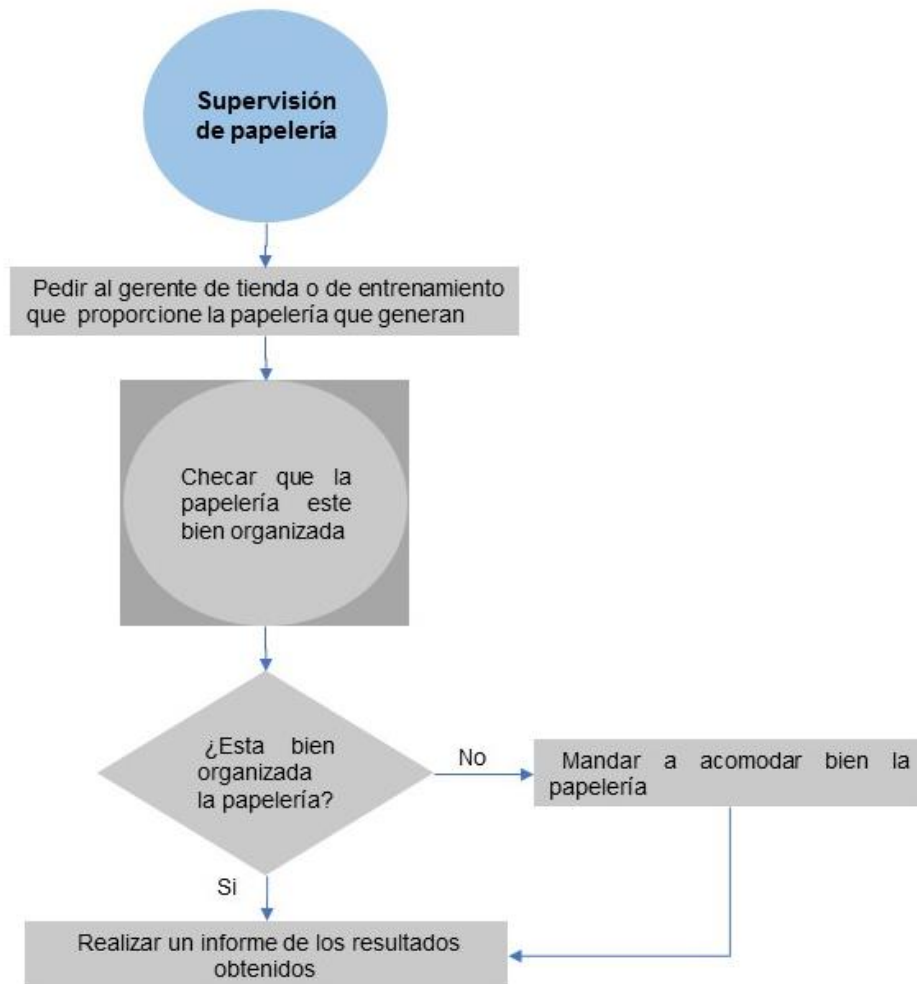 Supervisión
de papelería
Pedir al gerente de tienda o de entrenamiento
que proporcione la papelería que generan
Checar que la
papelería este
bien organizada
¿Esta bien
organizada
la papelería?
No
Mandar a acomodar bien la
papelería
Si
Realizar un informe de los resultados
obtenidos